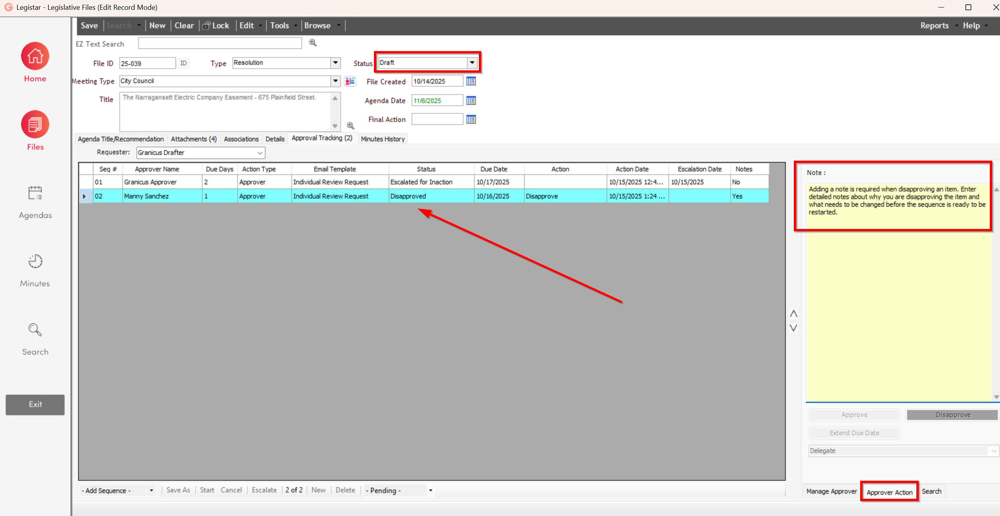 Legistar - Legislative Files (Edit Record Mode)
Save Search New Clear Lock Edit Tools Browse Reports Help
EZ Text Search
File ID 25-039 ID Type Resolution Status Draft
Meeting Type City Council File Created 10/14/2025
Title The Narragansett Electric Company Easement - 675 Plainfield Street.
Agenda Date 11/6/2025
Final Action
Agenda Title/Recommendation Attachments (4) Associations Details Approval Tracking (2) Minutes History
Requester: Granicus Drafter
Seq # Approver Name Due Days Action Type Email Template Status Due Date Action Action Date Escalation Date Notes
01 Granicus Approver 2 Approver Individual Review Request Escalated for Inaction 10/17/2025 10/15/2025 12:4... 10/15/2025 No
02 Manny Sanchez 1 Approver Individual Review Request Disapproved 10/16/2025 Disapprove 10/15/2025 1:24 ... Yes
Note :
Adding a note is required when disapproving an item. Enter
detailed notes about why you are disapproving the item and
what needs to be changed before the sequence is ready to be
restarted.
Approve Disapprove
Extend Due Date
Delegate
Manage Approver Approver Action Search
- Add Sequence - Save As Start Cancel Escalate 2 of 2 New Delete - Pending -
Home
Files
Agendas
Minutes
Search
Exit